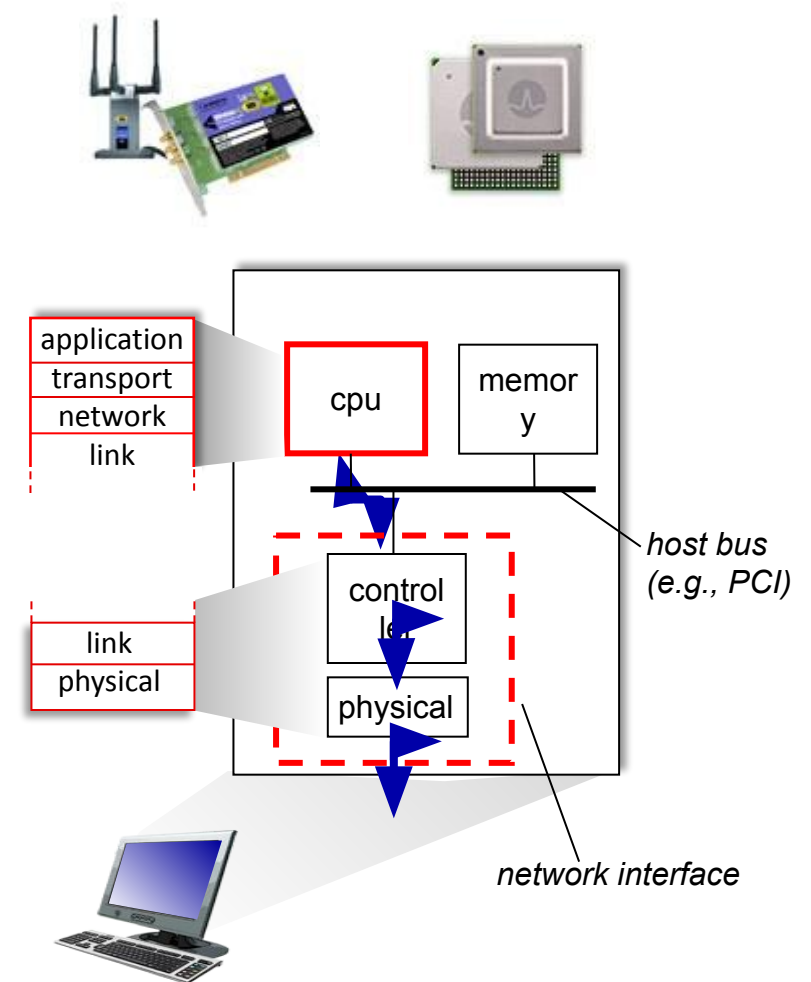 application
transport
network
link
cpu
memor
y
host bus
(e.g., PCI)
control
ler
link
physical
physical
network interface